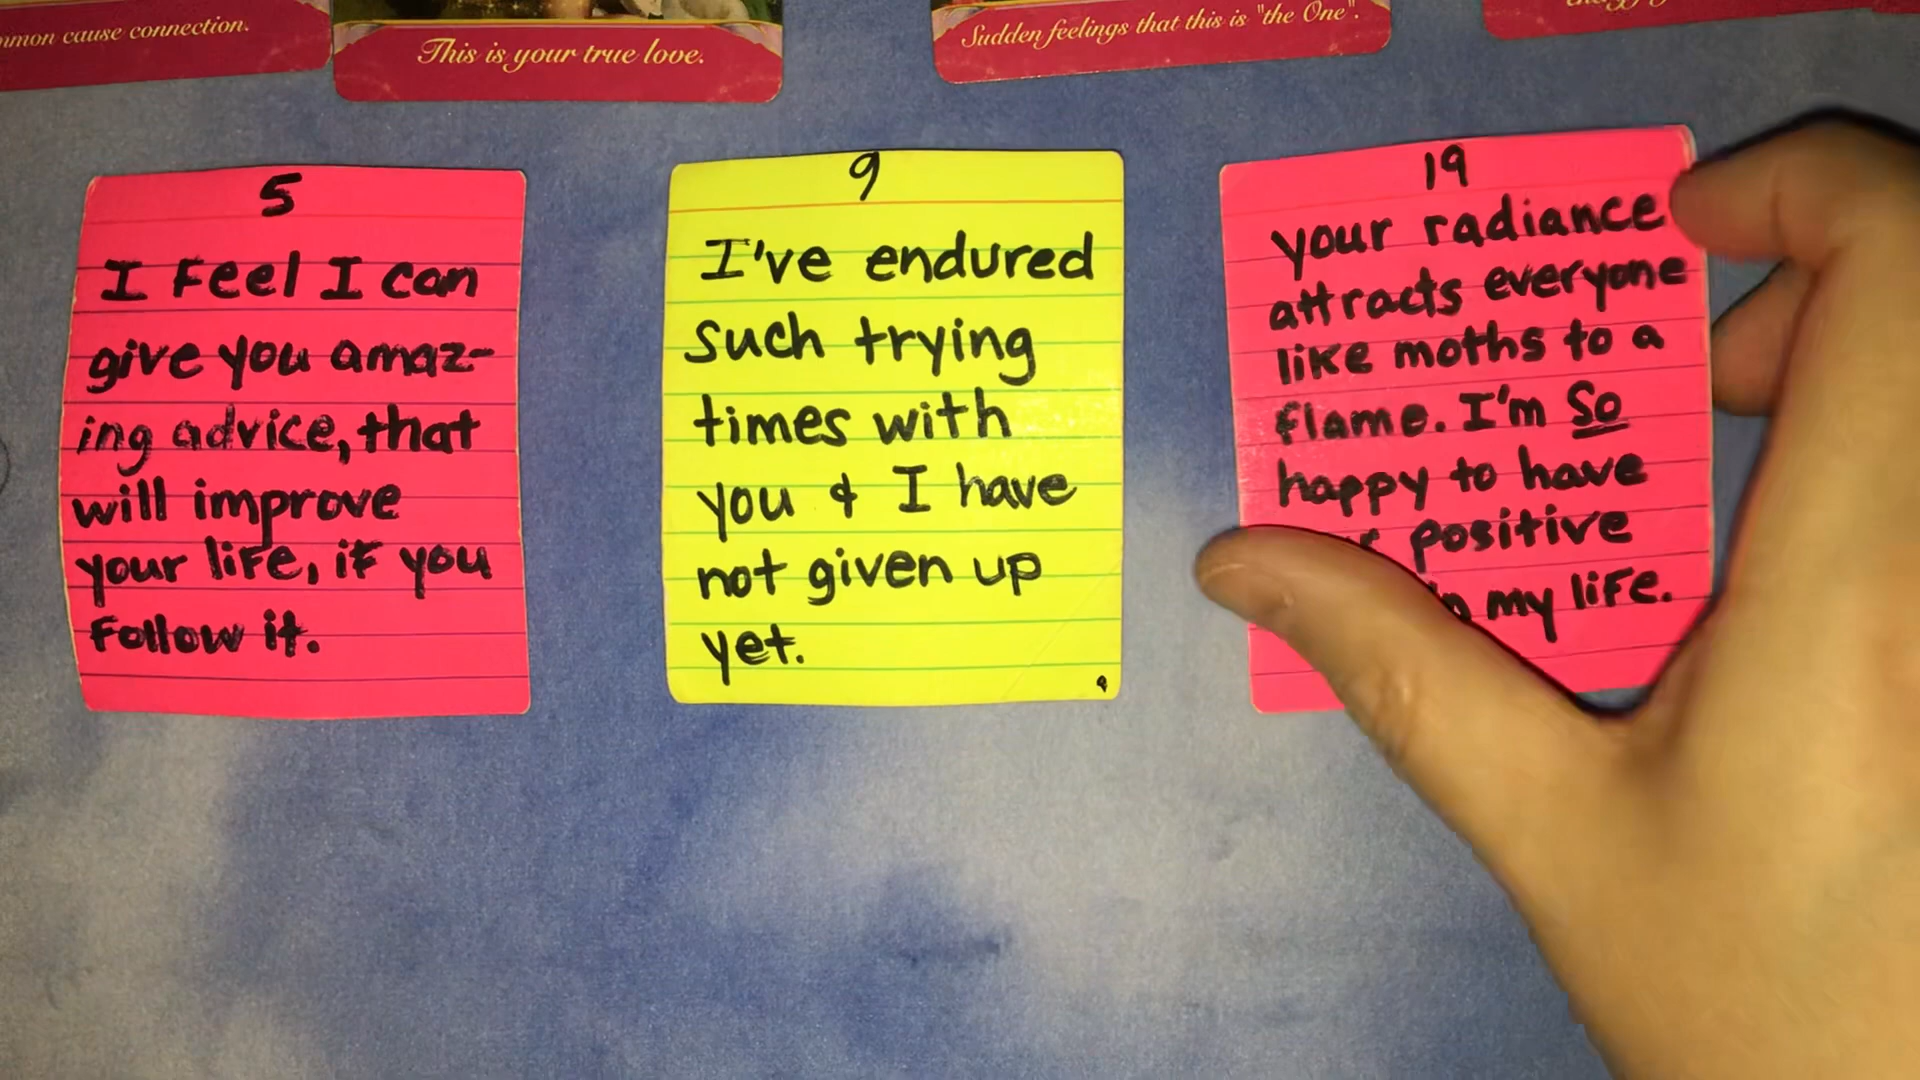 mmon cause connection.
This is your true love.
Sudden feelings that this is "the One".
5
I Feel I can
give you amaz-
ing advice, that
will improve
your life, if you
Follow it.
9
I've endured
such trying
times with
you & I have
not given up
yet.
9
19
your radiance
attracts everyone
like moths to a
flame. I'm So
happy to have
positive
my life.